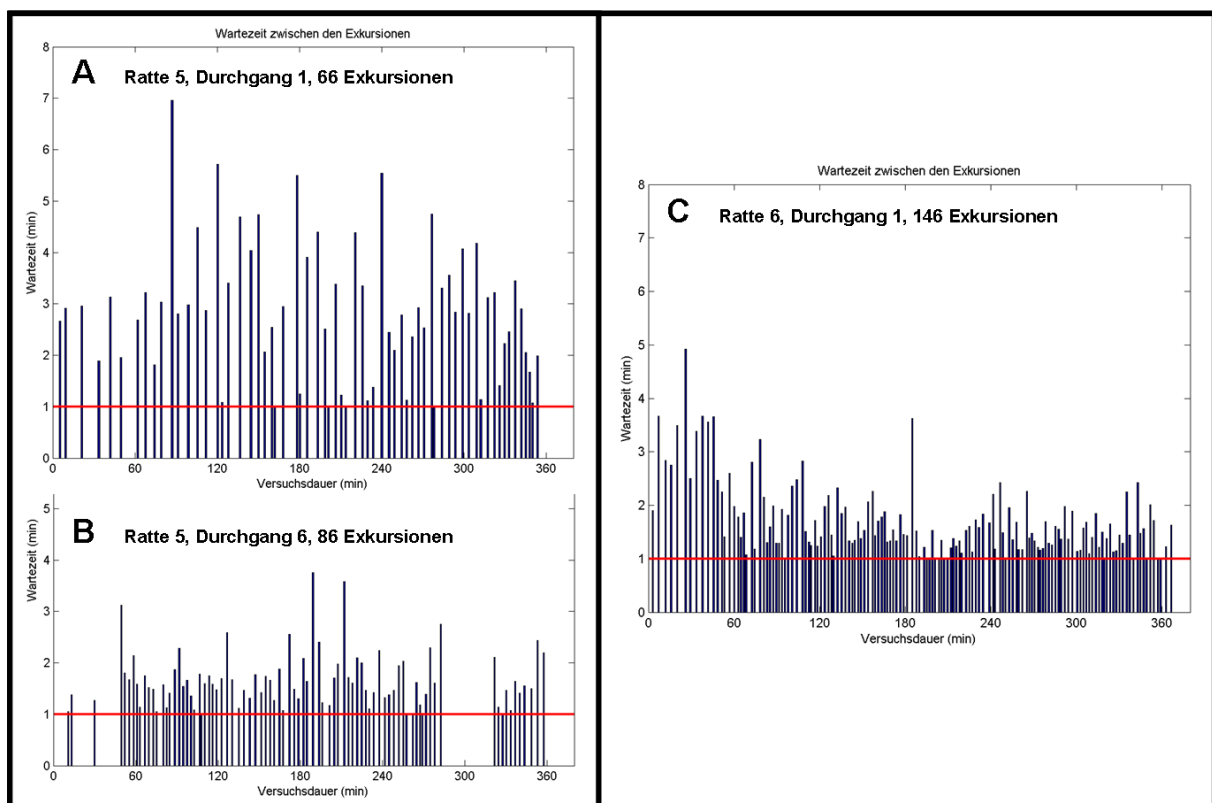 Wartezeit zwischen den Exkursionen
A Ratte 5, Durchgang 1, 66 Exkursionen
Wartezeit (min)
8
7
6
5
4
3
2
1
0
0 60 120 180 240 300 360
Versuchsdauer (min)
B Ratte 5, Durchgang 6, 86 Exkursionen
Wartezeit (min)
5
4
3
2
1
0
0 60 120 180 240 300 360
Versuchsdauer (min)
Wartezeit zwischen den Exkursionen
C Ratte 6, Durchgang 1, 146 Exkursionen
Wartezeit (min)
8
7
6
5
4
3
2
1
0
0 60 120 180 240 300 360
Versuchsdauer (min)